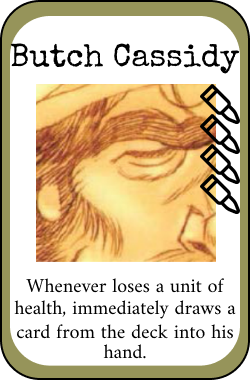 Butch Cassidy
Whenever loses a unit of
health, immediately draws a
card from the deck into his
hand.